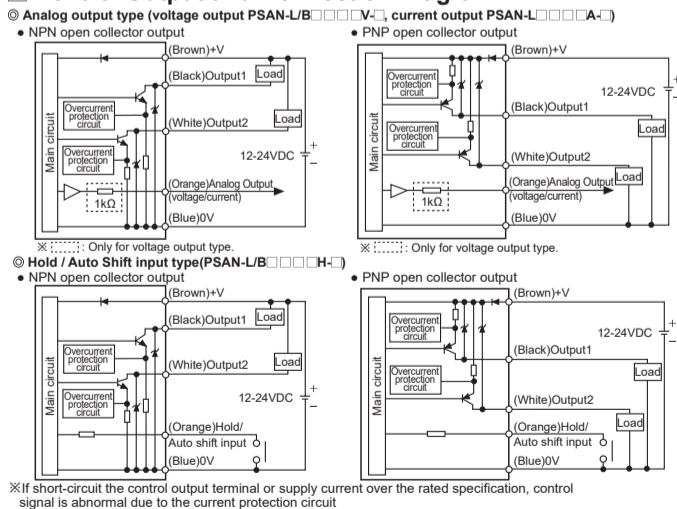 ◎ Analog output type (voltage output PSAN-L/B□□□□V-□, current output PSAN-L□□□□A-□)
● NPN open collector output
(Brown)+V
(Black)Output1
Load
Overcurrent
protection
circuit
(White)Output2
Load
Main circuit
Overcurrent
protection
circuit
12-24VDC
+
−
(Orange)Analog Output
(voltage/current)
1kΩ
(Blue)0V
※ : Only for voltage output type.
● PNP open collector output
(Brown)+V
Overcurrent
protection
circuit
12-24VDC
+
−
(Black)Output1
Load
Main circuit
Overcurrent
protection
circuit
(White)Output2
Load
(Orange)Analog Output
(voltage/current)
1kΩ
(Blue)0V
※ : Only for voltage output type.
◎ Hold / Auto Shift input type(PSAN-L/B□□□□H-□)
● NPN open collector output
(Brown)+V
(Black)Output1
Load
Overcurrent
protection
circuit
(White)Output2
Load
Main circuit
Overcurrent
protection
circuit
12-24VDC
+
−
(Orange)Hold/
Auto shift input
(Blue)0V
● PNP open collector output
(Brown)+V
Overcurrent
protection
circuit
12-24VDC
+
−
(Black)Output1
Load
Main circuit
Overcurrent
protection
circuit
(White)Output2
Load
(Orange)Hold/
Auto shift input
(Blue)0V
※If short-circuit the control output terminal or supply current over the rated specification, control
signal is abnormal due to the current protection circuit